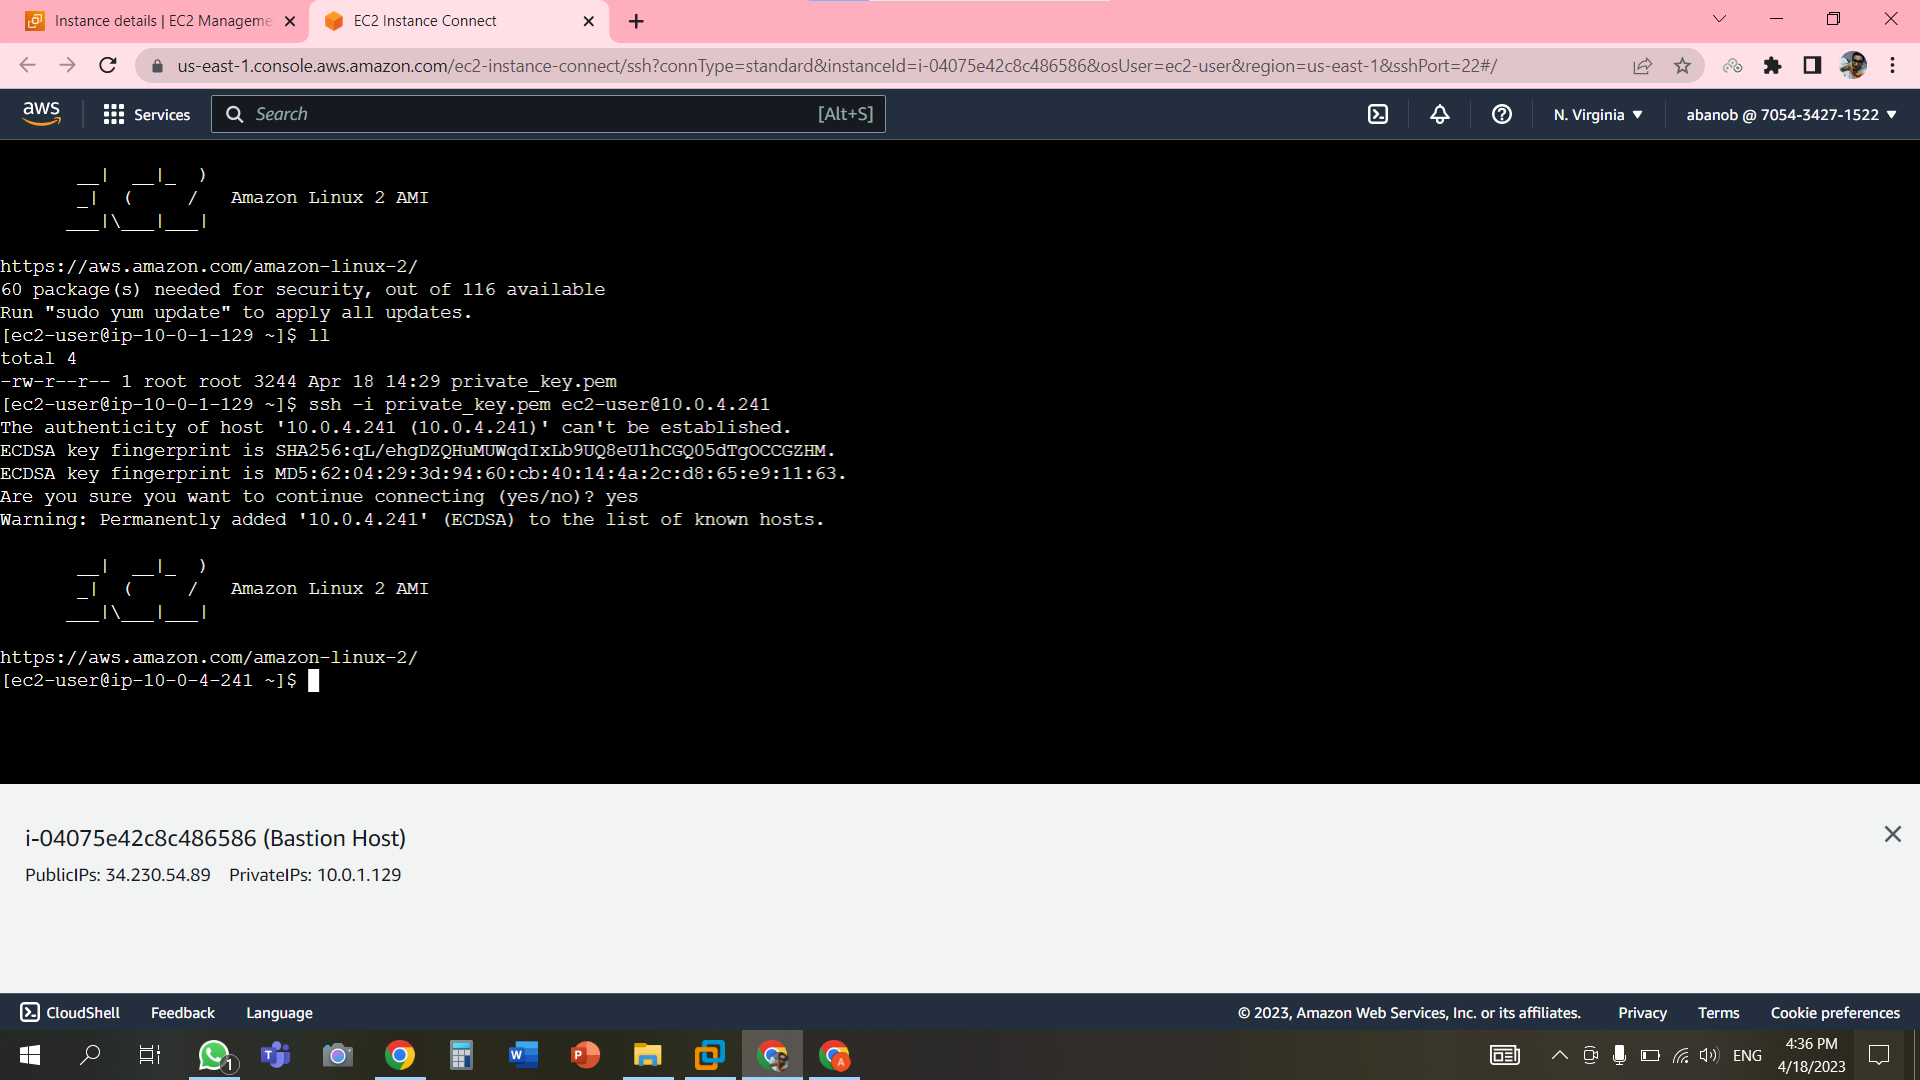 Instance details | EC2 Manageme
EC2 Instance Connect
us-east-1.console.aws.amazon.com/ec2-instance-connect/ssh?connType=standard&instanceId=i-04075e42c8c486586&osUser=ec2-user&region=us-east-1&sshPort=22#/
aws Services Search [Alt+S] N. Virginia abanob @ 7054-3427-1522
__|  __|_  )
_|  (     /   Amazon Linux 2 AMI
___|\___|___|
https://aws.amazon.com/amazon-linux-2/
60 package(s) needed for security, out of 116 available
Run "sudo yum update" to apply all updates.
[ec2-user@ip-10-0-1-129 ~]$ ll
total 4
-rw-r--r-- 1 root root 3244 Apr 18 14:29 private_key.pem
[ec2-user@ip-10-0-1-129 ~]$ ssh -i private_key.pem ec2-user@10.0.4.241
The authenticity of host '10.0.4.241 (10.0.4.241)' can't be established.
ECDSA key fingerprint is SHA256:qL/ehgDZQHuMUWqdIxLb9UQ8eU1hCGQ05dTgOCCGZHM.
ECDSA key fingerprint is MD5:62:04:29:3d:94:60:cb:40:14:4a:2c:d8:65:e9:11:63.
Are you sure you want to continue connecting (yes/no)? yes
Warning: Permanently added '10.0.4.241' (ECDSA) to the list of known hosts.
__|  __|_  )
_|  (     /   Amazon Linux 2 AMI
___|\___|___|
https://aws.amazon.com/amazon-linux-2/
[ec2-user@ip-10-0-4-241 ~]$
i-04075e42c8c486586 (Bastion Host)
PublicIPs: 34.230.54.89 PrivateIPs: 10.0.1.129
CloudShell Feedback Language © 2023, Amazon Web Services, Inc. or its affiliates. Privacy Terms Cookie preferences
1
ENG
4:36 PM
4/18/2023